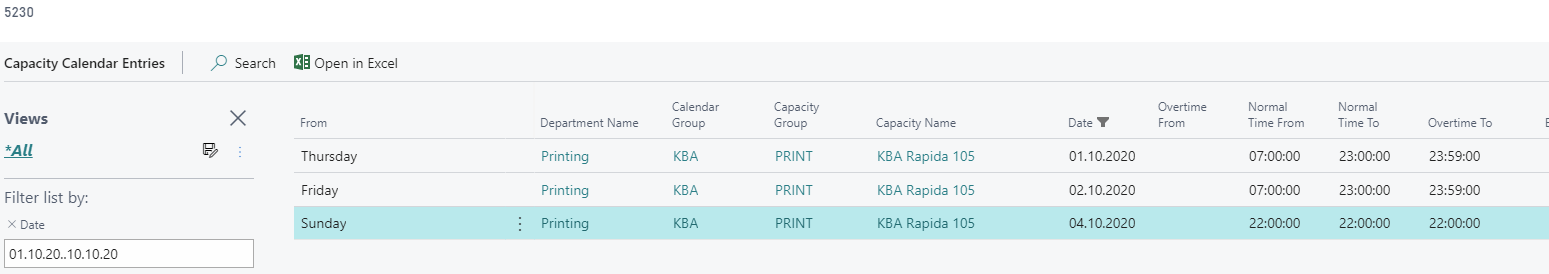 5230
Capacity Calendar Entries Search Open in Excel
Views
*All
Filter list by:
× Date
01.10.20..10.10.20
From Department Name Calendar Group Capacity Group Capacity Name Date Overtime From Normal Time From Normal Time To Overtime To E
Thursday Printing KBA PRINT KBA Rapida 105 01.10.2020 07:00:00 23:00:00 23:59:00
Friday Printing KBA PRINT KBA Rapida 105 02.10.2020 07:00:00 23:00:00 23:59:00
Sunday Printing KBA PRINT KBA Rapida 105 04.10.2020 22:00:00 22:00:00 22:00:00